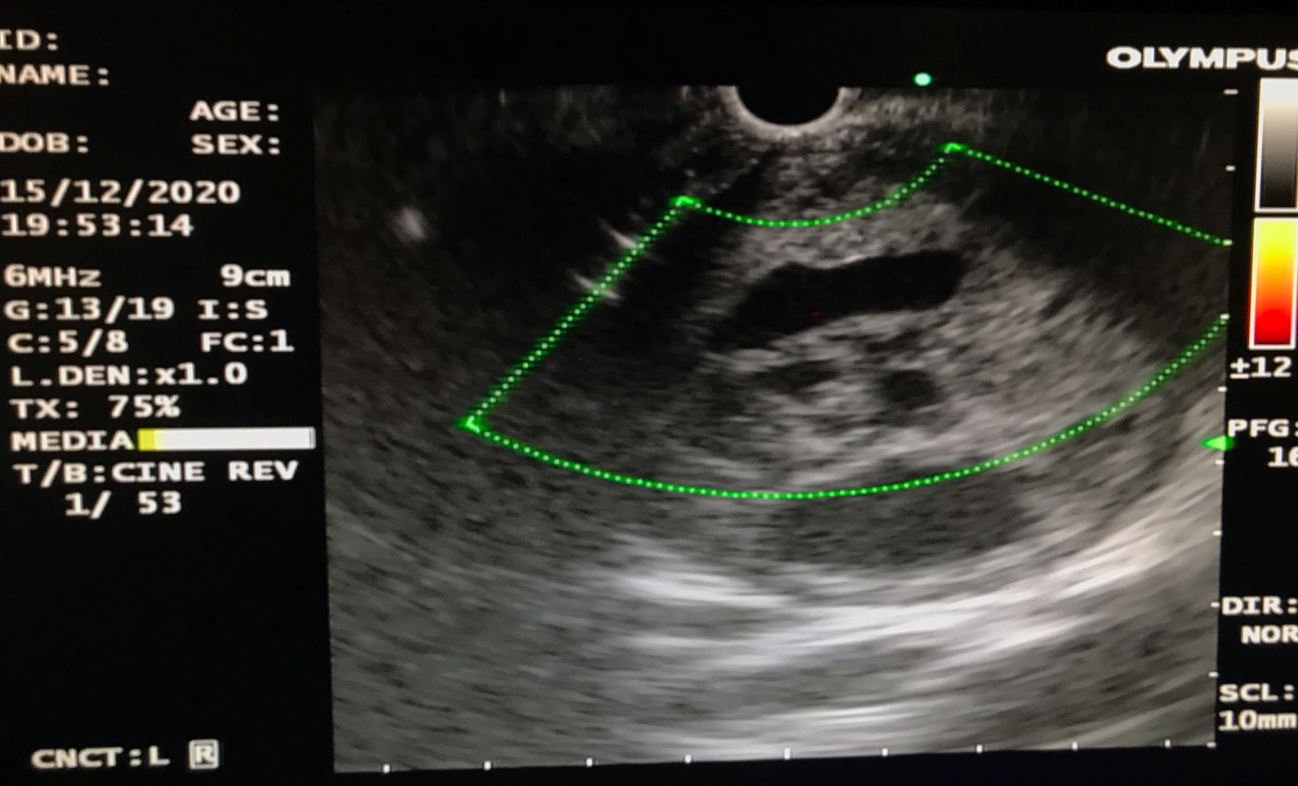 ID:
NAME:
AGE:
DOB: SEX:
15/12/2020
19:53:14
6MHz 9cm
G:13/19 I:S
C:5/8 FC:1
L.DEN:x1.0
TX: 75%
MEDIA
T/B:CINE REV
1/ 53
CNCT:L R
OLYMPUS
±12
PFG:
16
DIR:
NOR
SCL:
10mm